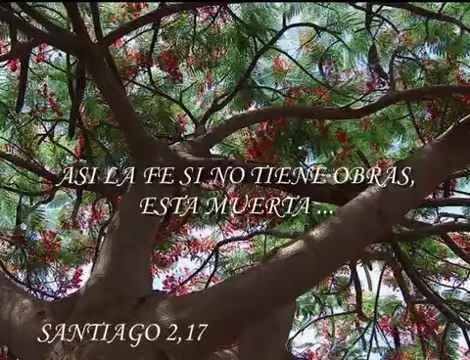 ASI LA FE SI NO TIENE OBRAS,
ESTA MUERTA ...
SANTIAGO 2,17